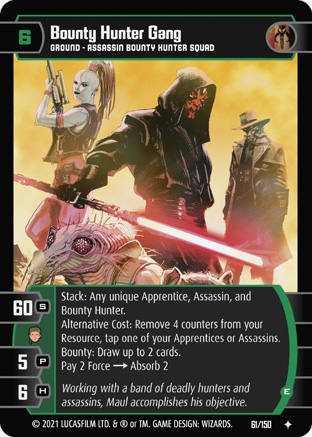 6
Bounty Hunter Gang
GROUND - ASSASSIN BOUNTY HUNTER SQUAD
60 S
5 P
6 H
Stack: Any unique Apprentice, Assassin, and
Bounty Hunter.
Alternative Cost: Remove 4 counters from your
Resource, tap one of your Apprentices or Assassins.
Bounty: Draw up to 2 cards.
Pay 2 Force → Absorb 2
Working with a band of deadly hunters and
assassins, Maul accomplishes his objective.
E
© 2021 LUCASFILM LTD. & ® or TM. GAME DESIGN: WIZARDS. 61/150